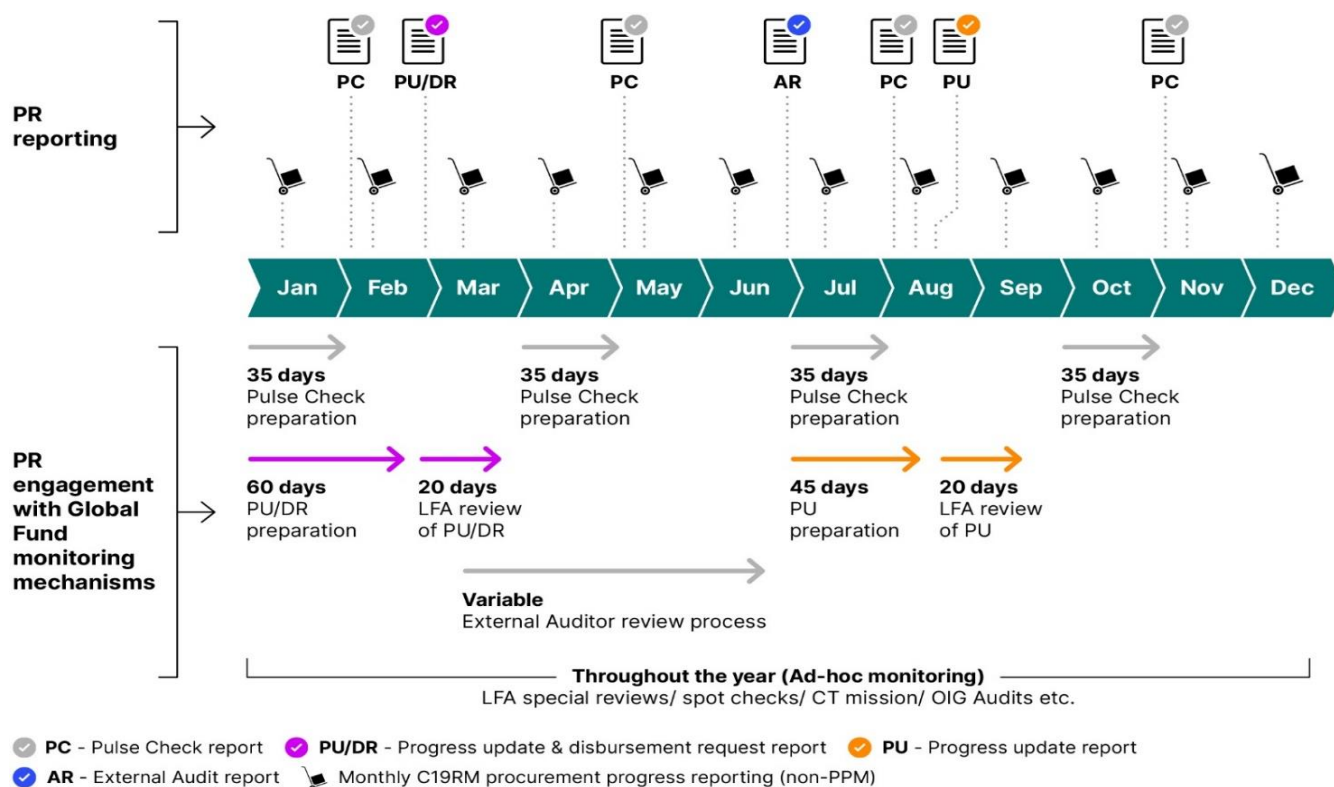 PC PU/DR PC AR PC PU PC
PR
reporting
Jan Feb Mar Apr May Jun Jul Aug Sep Oct Nov Dec
PR
engagement
with Global
Fund
monitoring
mechanisms
35 days
Pulse Check
preparation
35 days
Pulse Check
preparation
35 days
Pulse Check
preparation
35 days
Pulse Check
preparation
60 days
PU/DR
preparation
20 days
LFA review
of PU/DR
45 days
PU
preparation
20 days
LFA review
of PU
Variable
External Auditor review process
Throughout the year (Ad-hoc monitoring)
LFA special reviews/ spot checks/ CT mission/ OIG Audits etc.
PC - Pulse Check report PU/DR - Progress update & disbursement request report PU - Progress update report
AR - External Audit report Monthly C19RM procurement progress reporting (non-PPM)